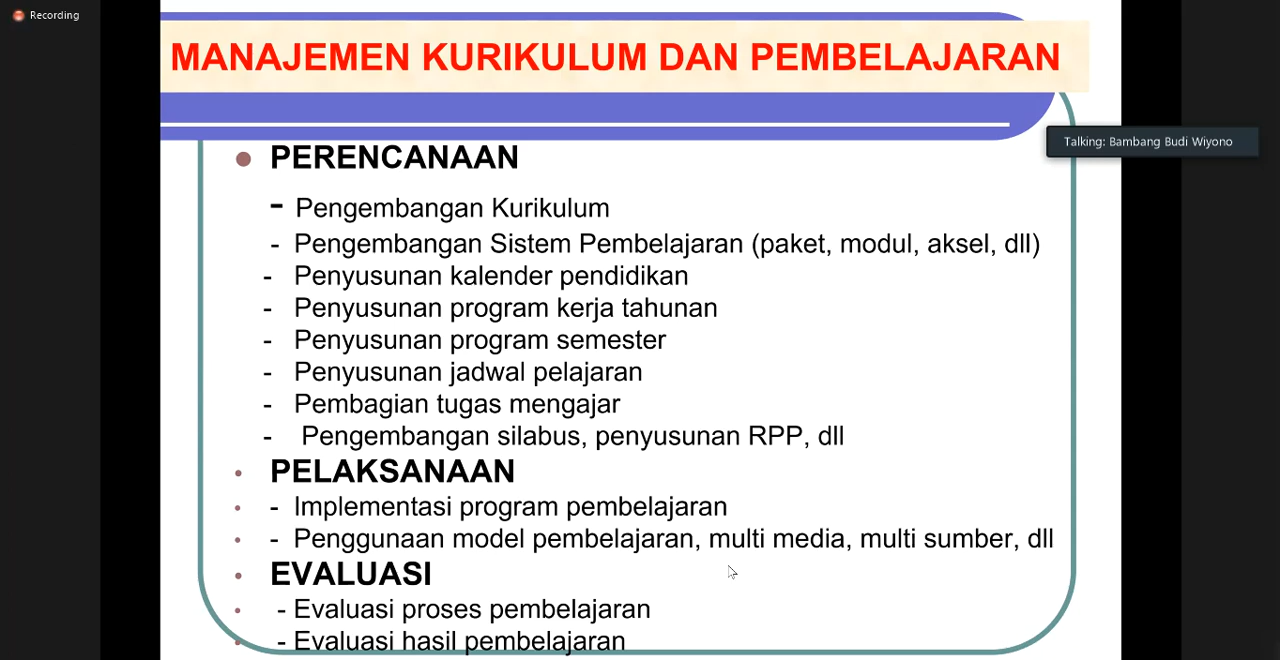 Recording
MANAJEMEN KURIKULUM DAN PEMBELAJARAN
Talking: Bambang Budi Wiyono
PERENCANAAN
- Pengembangan Kurikulum
- Pengembangan Sistem Pembelajaran (paket, modul, aksel, dll)
- Penyusunan kalender pendidikan
- Penyusunan program kerja tahunan
- Penyusunan program semester
- Penyusunan jadwal pelajaran
- Pembagian tugas mengajar
- Pengembangan silabus, penyusunan RPP, dll
PELAKSANAAN
- Implementasi program pembelajaran
- Penggunaan model pembelajaran, multi media, multi sumber, dll
EVALUASI
- Evaluasi proses pembelajaran
- Evaluasi hasil pembelajaran